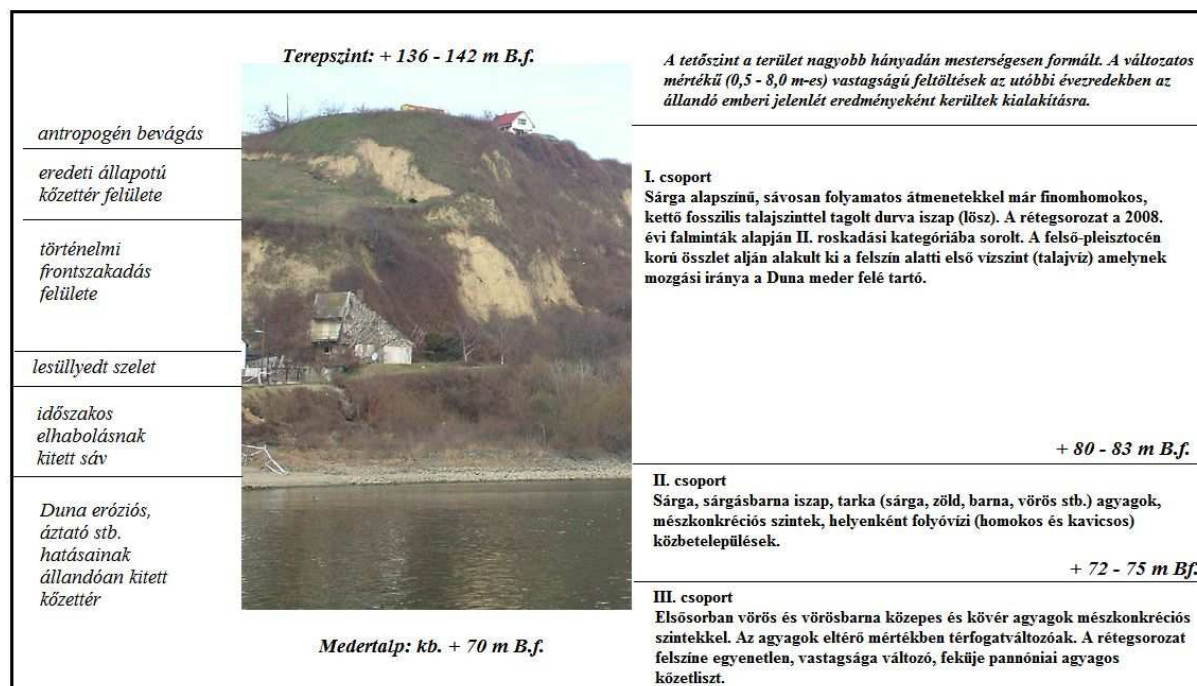 Terepszint: + 136 - 142 m B.f.
antropogén bevágás
eredeti állapotú
kőzettér felülete
történelmi
frontszakadás
felülete
lesüllyedt szelet
időszakos
elhabolásnak
kitett sáv
Duna eróziós,
áztató stb.
hatásainak
állandóan kitett
kőzettér
Medertalp: kb. + 70 m B.f.
A tetőszint a terület nagyobb hányadán mesterségesen formált. A változatos
mértékű (0,5 - 8,0 m-es) vastagságú feltöltések az utóbbi évezredekben az
állandó emberi jelenlét eredményeként kerültek kialakításra.
I. csoport
Sárga alapszínű, sávosan folyamatos átmenetekkel már finomhomokos,
kettő fosszilis talajszinttel tagolt durva iszap (lösz). A rétegsorozat a 2008.
évi falminták alapján II. roskadási kategóriába sorolt. A felső-pleisztocén
korú összlet alján alakult ki a felszín alatti első vízszint (talajvíz) amelynek
mozgási iránya a Duna meder felé tartó.
+ 80 - 83 m B.f.
II. csoport
Sárga, sárgásbarna iszap, tarka (sárga, zöld, barna, vörös stb.) agyagok,
mészkonkréciós szintek, helyenként folyóvízi (homokos és kavicsos)
közbetelepülések.
+ 72 - 75 m Bf.
III. csoport
Elsősorban vörös és vörösbarna közepes és kövér agyagok mészkonkréciós
szintekkel. Az agyagok eltérő mértékben térfogatváltozóak. A rétegsorozat
felszíne egyenetlen, vastagsága változó, feküje pannóniai agyagos
kőzetliszt.